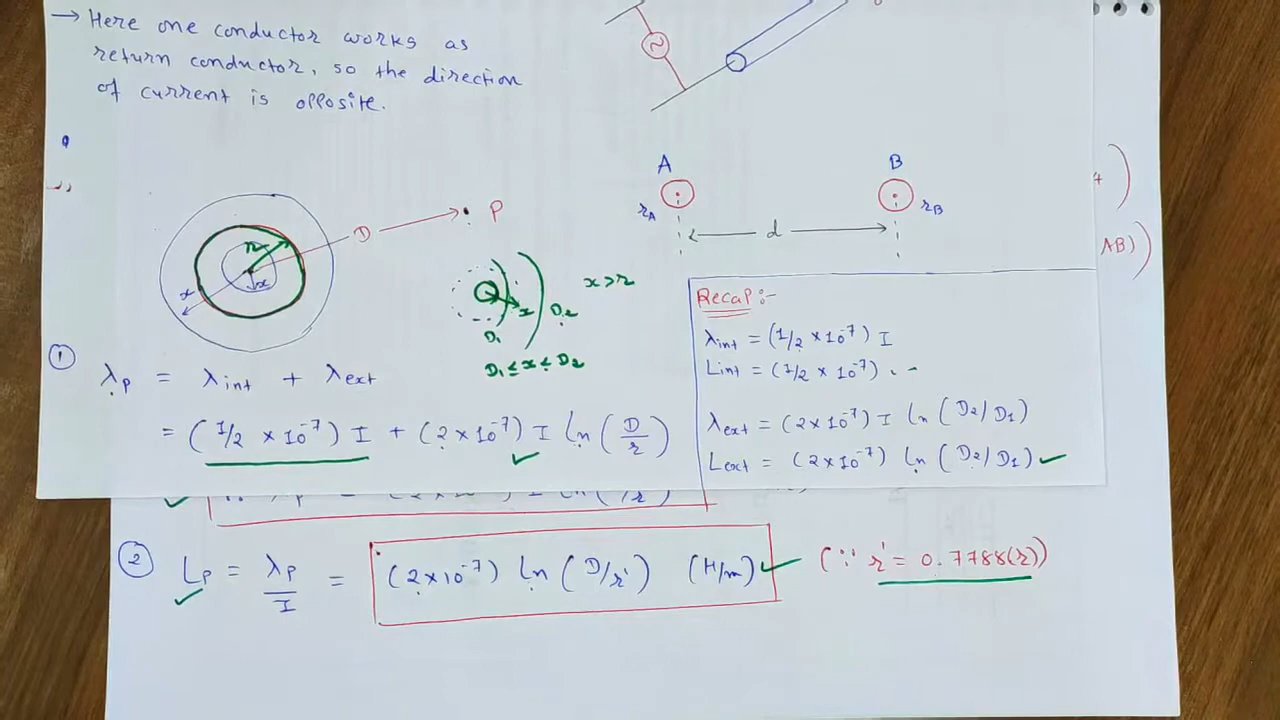 → Here one conductor works as
return conductor, so the direction
of current is opposite.
A
B
rA
rB
d
D
P
r
x
x
x > r
x
D1
D2
D1 ≤ x ≤ D2
Recap :-
λint = (1/2 × 10⁻⁷) I
Lint = (1/2 × 10⁻⁷)
λext = (2×10⁻⁷) I ln (D2/D1)
Lext = (2×10⁻⁷) ln (D2/D1) ✓
AB))
① λP = λint + λext
= (1/2 × 10⁻⁷) I + (2×10⁻⁷) I ln (D/r)
② LP = λP/I = (2×10⁻⁷) ln (D/r') (H/m) ✓ (∵ r' = 0.7788(r))